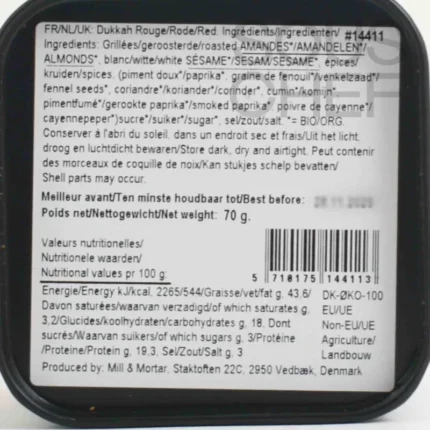 FR/NL/UK: Dukkah Rouge/Rode/Red. Ingrédients/Ingredienten/ #14411
Ingredients: Grillées/geroosterde/roasted AMANDES*/AMANDELEN*/
ALMONDS*, blanc/witte/white SÉSAME*/SESAM/SESAME*, épices/
kruiden/spices, (piment doux*/paprika*, graine de fenouil*/venkelzaad*/
fennel seeds*, coriandre*/koriander*/corinder*, cumin*/komijn*,
pimentfumé*/gerookte paprika*/smoked paprika*, poivre de cayenne*/
cayennepeper*)sucre*/suiker*/sugar*, sel/zout/salt. *= BIO/ORG.
Conserver à l'abri du soleil, dans un endroit sec et frais/Uit het licht,
droog en luchtdicht bewaren/Store dark, dry and airtight. Peut contenir
des morceaux de coquille de noix/Kan stukjes schelp bevatten/
Shell parts may occur.
Meilleur avant/Ten minste houdbaar tot/Best before:
Poids net/Nettogewicht/Net weight: 70 g.
Valeurs nutritionelles/
Nutritionele waarden/
Nutritional values pr 100 g:
5 710175 144113
Energie/Energy kJ/kcal, 2265/544/Graisse/vet/fat g. 43,6/
Davon saturées/waarvan verzadigd/of which saturates g.
3,2/Glucides/koolhydraten/carbohydrates g. 18, Dont
sucrés/Waarvan suikers/of which sugars g. 3/Protéine
/Proteine/Protein g. 19,3, Sel/Zout/Salt g. 3
DK-ØKO-100
EU/UE
Non-EU/UE
Agriculture/
Landbouw
Produced by: Mill & Mortar, Staktoften 22C, 2950 Vedbæk, Denmark